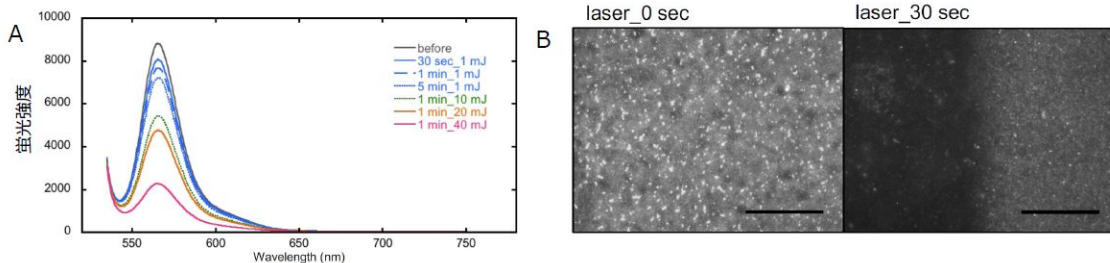 A
蛍光強度
10000
8000
6000
4000
2000
0
before
30 sec_1 mJ
1 min_1 mJ
5 min_1 mJ
1 min_10 mJ
1 min_20 mJ
1 min_40 mJ
550
600
650
700
750
Wavelength (nm)
B
laser_0 sec
laser_30 sec